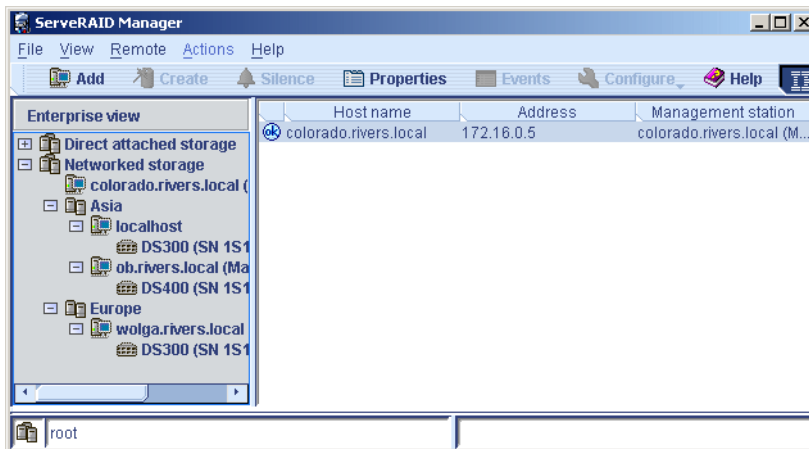 ServeRAID Manager
File View Remote Actions Help
Add Create Silence Properties Events Configure Help
Enterprise view
Host name Address Management station
ok colorado.rivers.local 172.16.0.5 colorado.rivers.local (M...
Direct attached storage
Networked storage
colorado.rivers.local (
Asia
localhost
DS300 (SN 1S1
ob.rivers.local (Ma
DS400 (SN 1S1
Europe
wolga.rivers.local
DS300 (SN 1S1
root